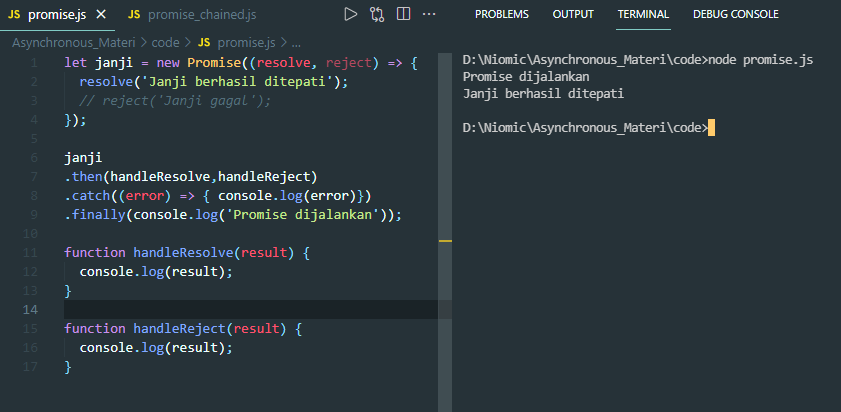 JS promise.js × JS promise_chained.js ...
Asynchronous_Materi > code > JS promise.js > ...
1 let janji = new Promise((resolve, reject) => {
2   resolve('Janji berhasil ditepati');
3   // reject('Janji gagal');
4 });
5
6 janji
7 .then(handleResolve,handleReject)
8 .catch((error) => { console.log(error)})
9 .finally(console.log('Promise dijalankan'));
10
11 function handleResolve(result) {
12   console.log(result);
13 }
14
15 function handleReject(result) {
16   console.log(result);
17 }
PROBLEMS OUTPUT TERMINAL DEBUG CONSOLE
D:\Niomic\Asynchronous_Materi\code>node promise.js
Promise dijalankan
Janji berhasil ditepati
D:\Niomic\Asynchronous_Materi\code>